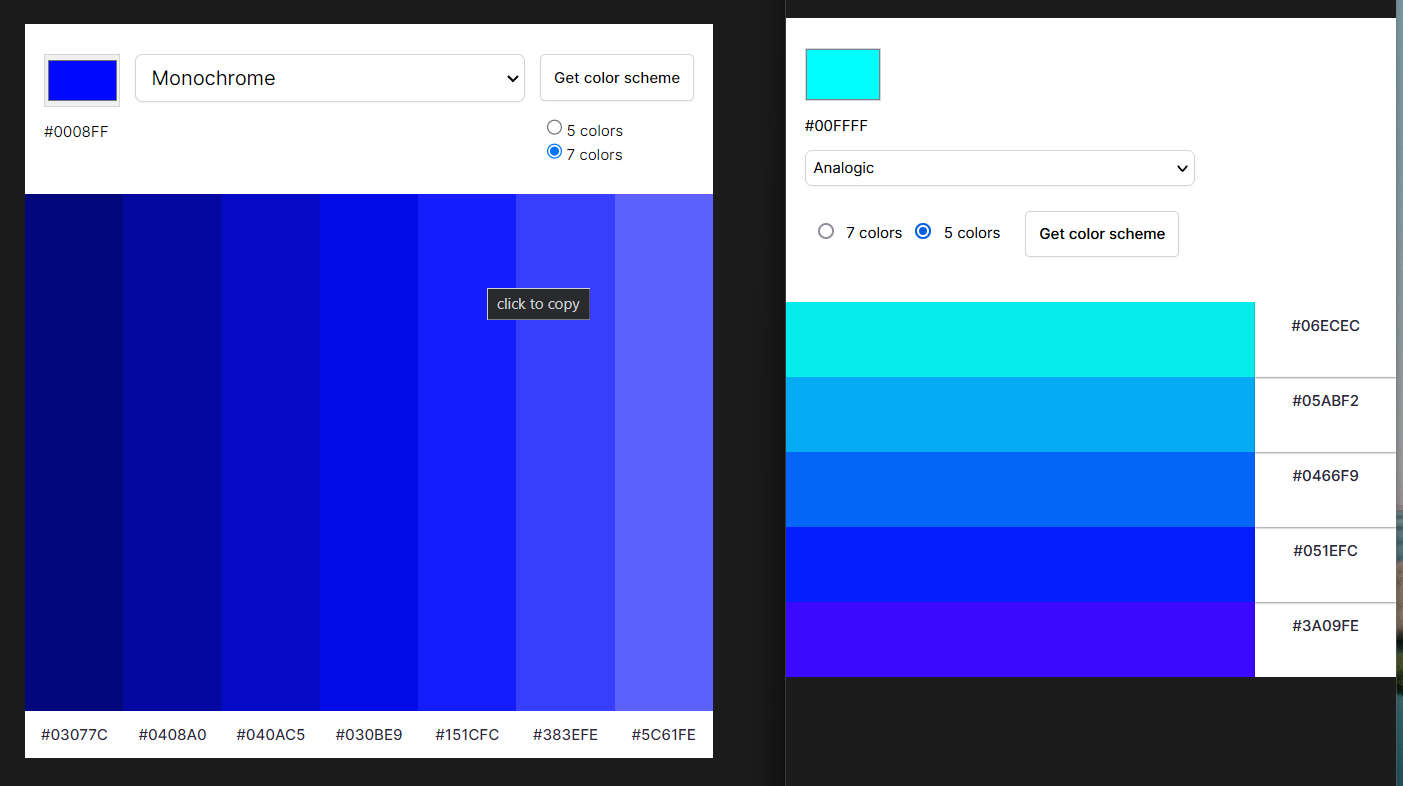 Monochrome
Get color scheme
#0008FF
5 colors
7 colors
click to copy
#03077C #0408A0 #040AC5 #030BE9 #151CFC #383EFE #5C61FE
#00FFFF
Analogic
7 colors 5 colors Get color scheme
#06ECEC
#05ABF2
#0466F9
#051EFC
#3A09FE